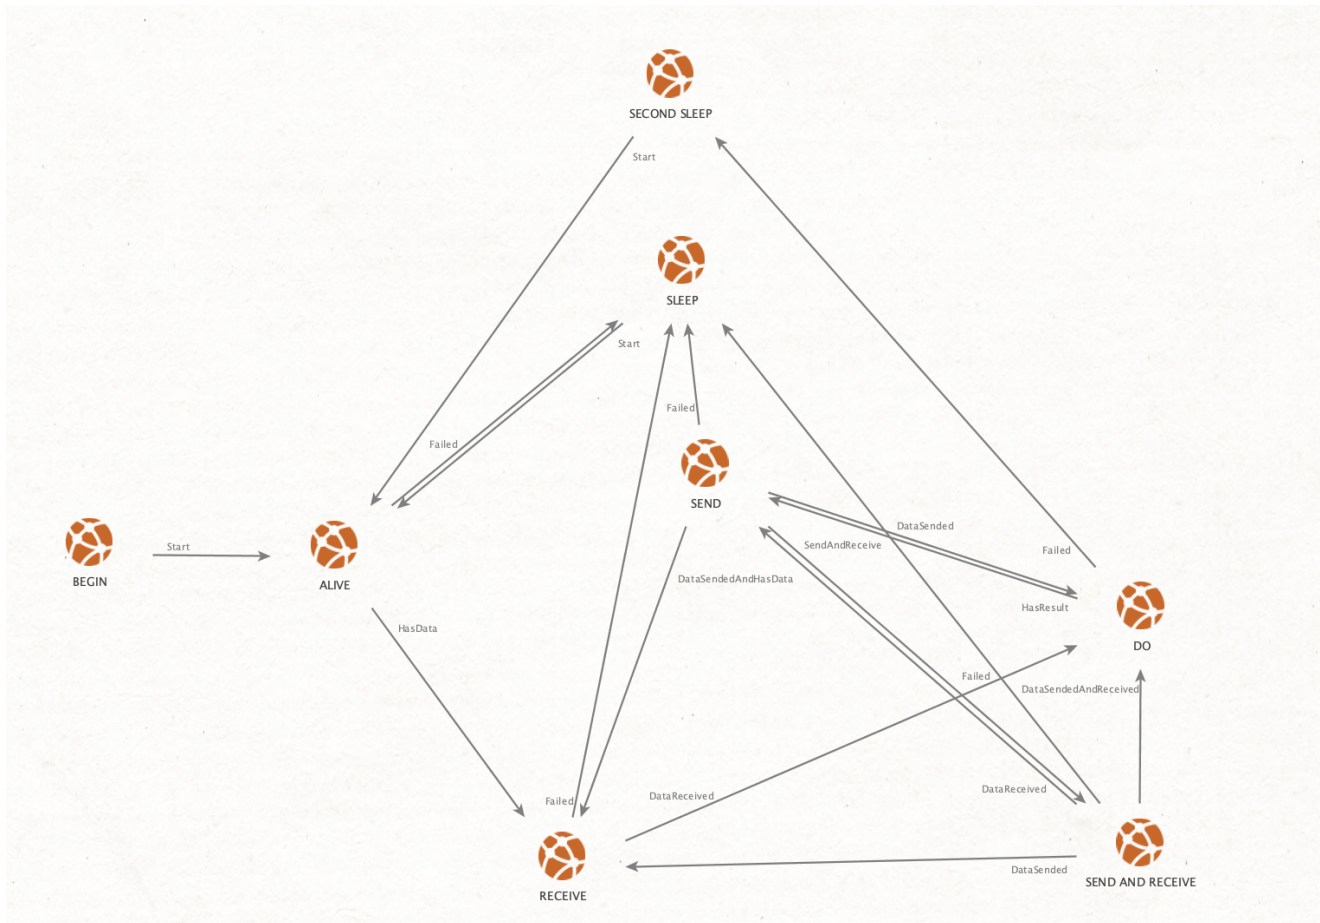 SECOND SLEEP
Start
SLEEP
Start
Failed
Failed
SEND
DataSended
SendAndReceive
Failed
Start
BEGIN
ALIVE
DataSendedAndHasData
HasResult
HasData
DO
Failed
DataSendedAndReceived
DataReceived
DataReceived
Failed
DataSended
RECEIVE
SEND AND RECEIVE